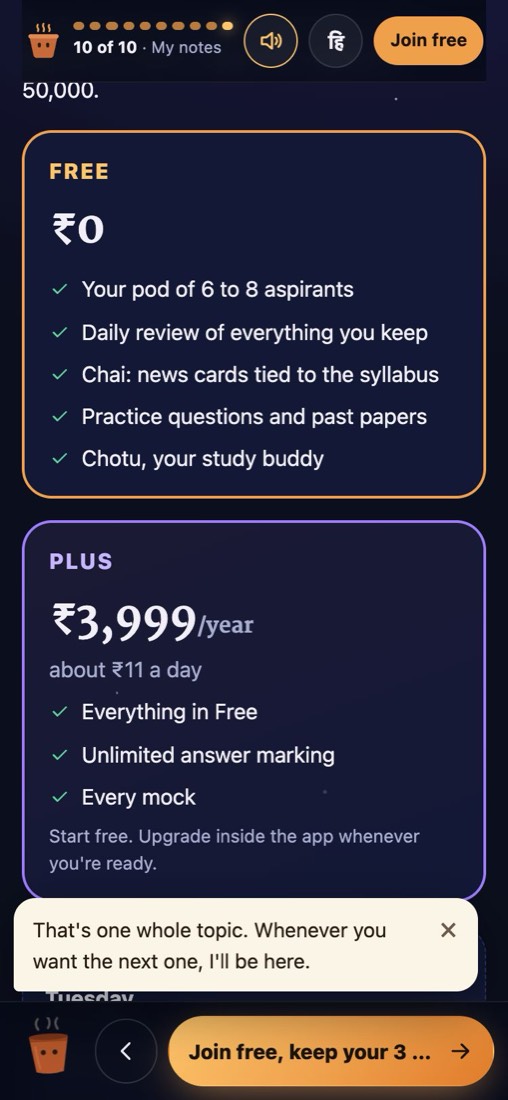 10 of 10 · My notes
हि
Join free
50,000.
FREE
₹0
Your pod of 6 to 8 aspirants
Daily review of everything you keep
Chai: news cards tied to the syllabus
Practice questions and past papers
Chotu, your study buddy
PLUS
₹3,999/year
about ₹11 a day
Everything in Free
Unlimited answer marking
Every mock
Start free. Upgrade inside the app whenever
you're ready.
That's one whole topic. Whenever you
want the next one, I'll be here.
Tuesday
Join free, keep your 3 ...